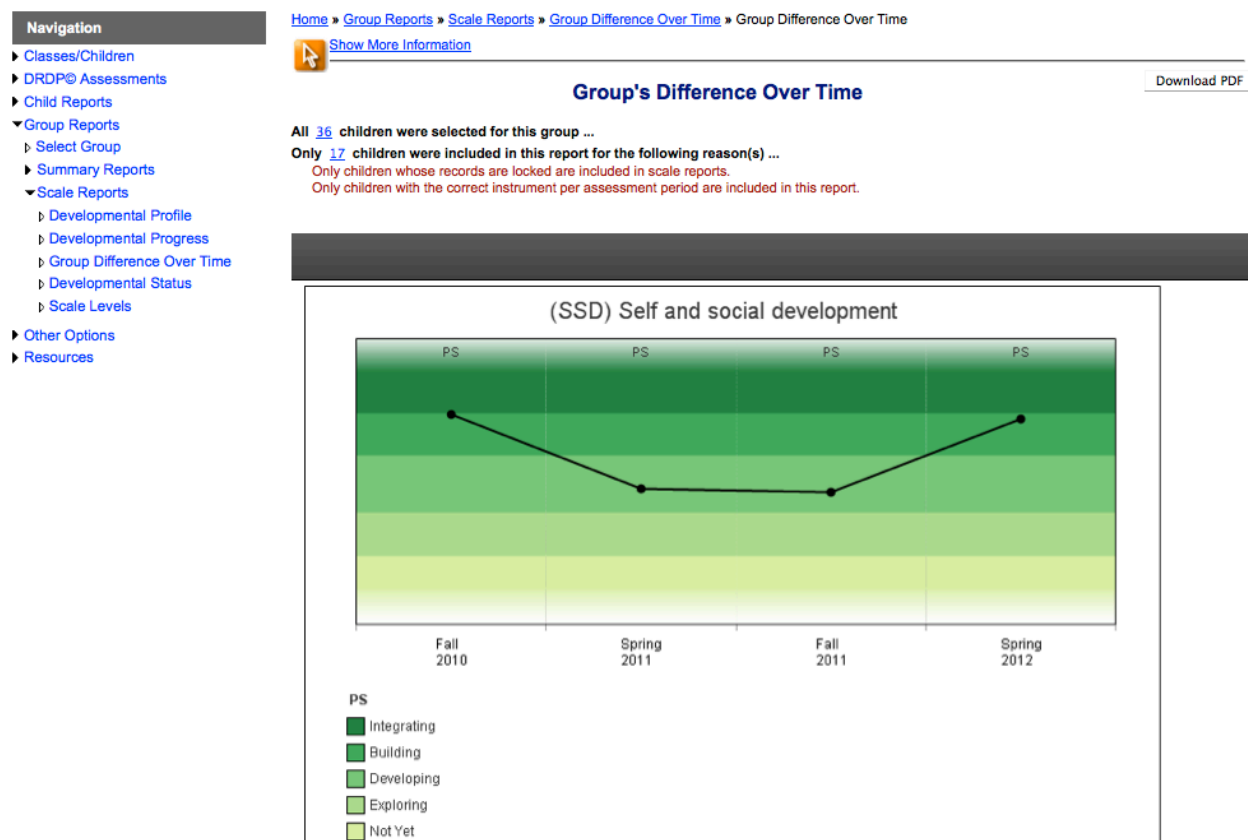 Navigation
Classes/Children
DRDP© Assessments
Child Reports
Group Reports
Select Group
Summary Reports
Scale Reports
Developmental Profile
Developmental Progress
Group Difference Over Time
Developmental Status
Scale Levels
Other Options
Resources
Home » Group Reports » Scale Reports » Group Difference Over Time » Group Difference Over Time
Show More Information
Download PDF
Group's Difference Over Time
All 36 children were selected for this group ...
Only 17 children were included in this report for the following reason(s) ...
Only children whose records are locked are included in scale reports.
Only children with the correct instrument per assessment period are included in this report.
(SSD) Self and social development
PS PS PS PS
Fall Spring Fall Spring
2010 2011 2011 2012
PS
Integrating
Building
Developing
Exploring
Not Yet